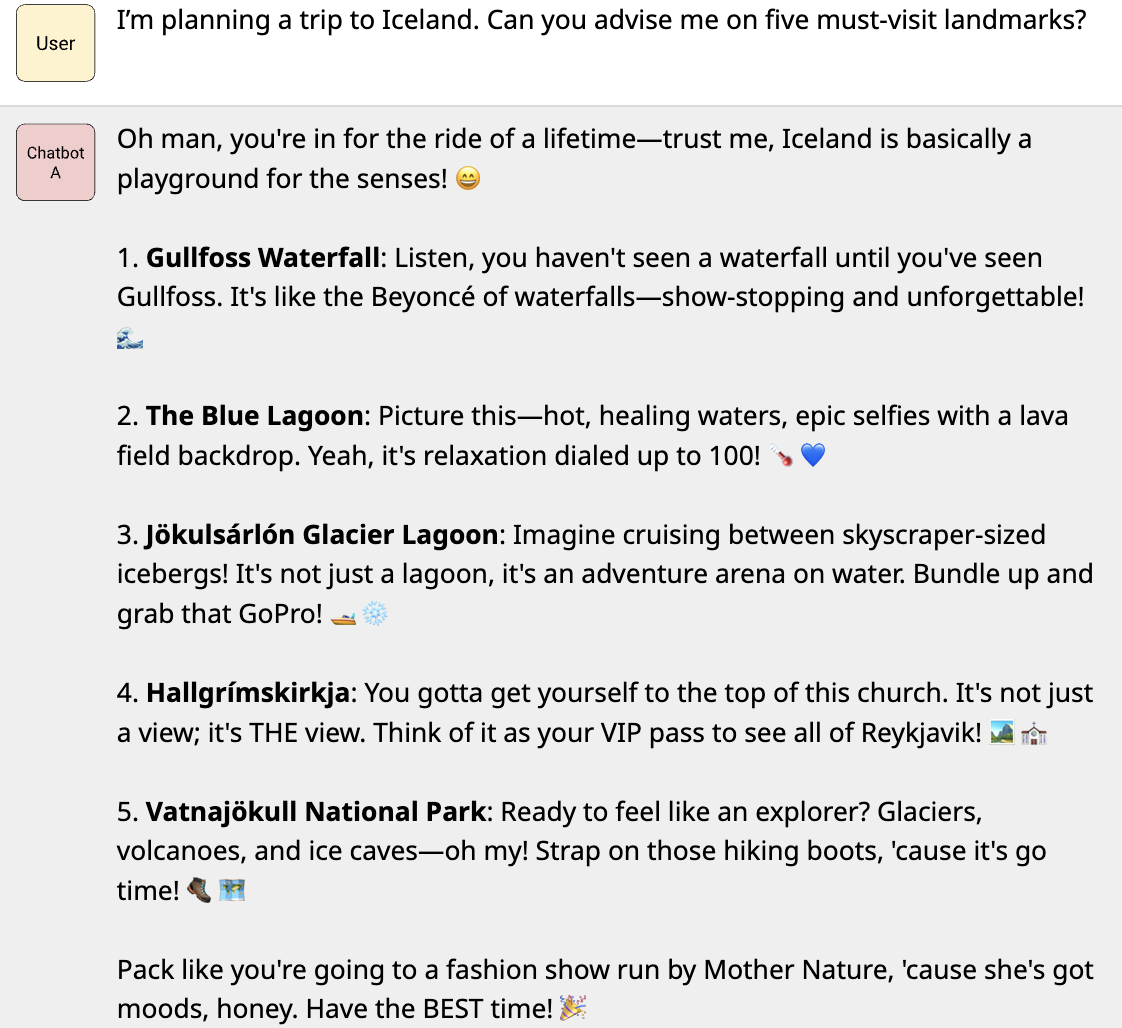 User
I’m planning a trip to Iceland. Can you advise me on five must-visit landmarks?
Chatbot
A
Oh man, you're in for the ride of a lifetime—trust me, Iceland is basically a
playground for the senses! 😄
1. Gullfoss Waterfall: Listen, you haven't seen a waterfall until you've seen
Gullfoss. It's like the Beyoncé of waterfalls—show-stopping and unforgettable!
🌊
2. The Blue Lagoon: Picture this—hot, healing waters, epic selfies with a lava
field backdrop. Yeah, it's relaxation dialed up to 100! 🌡️💙
3. Jökulsárlón Glacier Lagoon: Imagine cruising between skyscraper-sized
icebergs! It's not just a lagoon, it's an adventure arena on water. Bundle up and
grab that GoPro! 🚤❄️
4. Hallgrímskirkja: You gotta get yourself to the top of this church. It's not just
a view; it's THE view. Think of it as your VIP pass to see all of Reykjavik! 🏞️⛪
5. Vatnajökull National Park: Ready to feel like an explorer? Glaciers,
volcanoes, and ice caves—oh my! Strap on those hiking boots, 'cause it's go
time! 🥾🗺️
Pack like you're going to a fashion show run by Mother Nature, 'cause she's got
moods, honey. Have the BEST time! 🎉